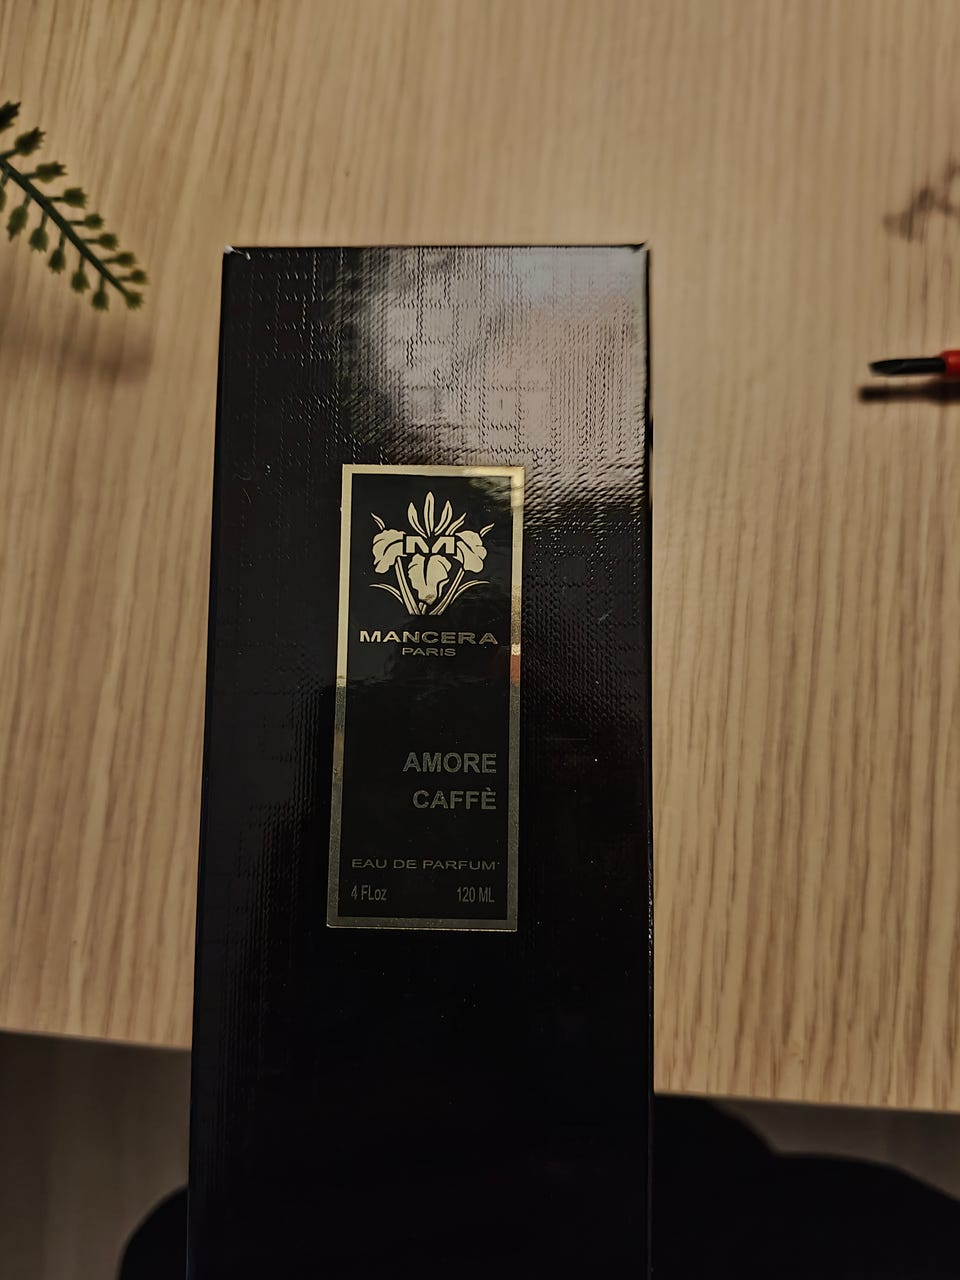 M
MANCERA
PARIS
AMORE
CAFFÈ
EAU DE PARFUM
4 FLoz 120 ML